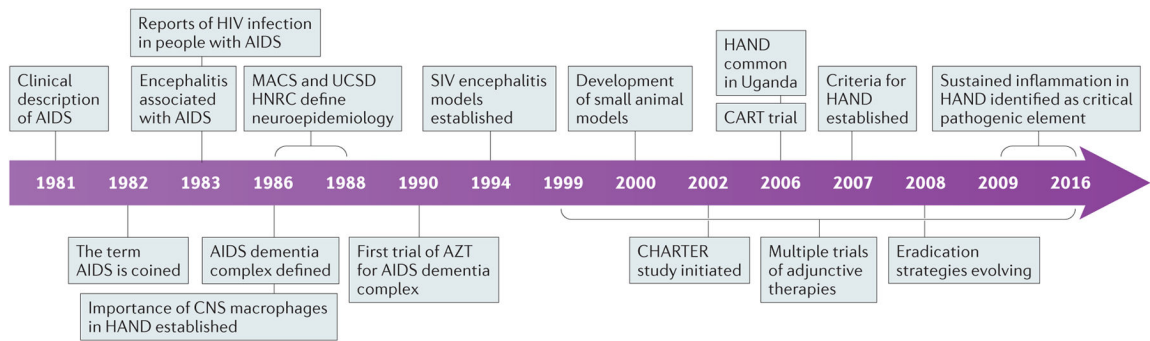 Reports of HIV infection
in people with AIDS
Clinical
description
of AIDS
Encephalitis
associated
with AIDS
MACS and UCSD
HNRC define
neuroepidemiology
SIV encephalitis
models
established
Development
of small animal
models
HAND
common
in Uganda
CART trial
Criteria for
HAND
established
Sustained inflammation in
HAND identified as critical
pathogenic element
1981 1982 1983 1986 1988 1990 1994 1999 2000 2002 2006 2007 2008 2009 2016
The term
AIDS is coined
AIDS dementia
complex defined
Importance of CNS macrophages
in HAND established
First trial of AZT
for AIDS dementia
complex
CHARTER
study initiated
Multiple trials
of adjunctive
therapies
Eradication
strategies evolving